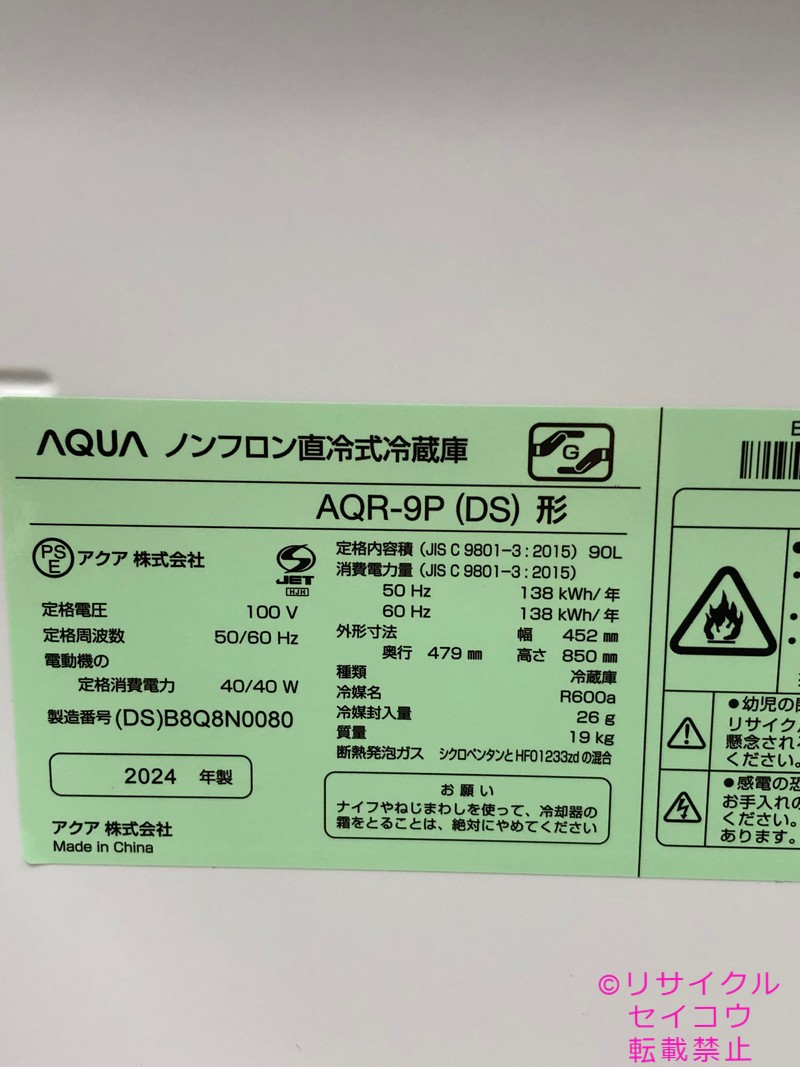 AQUA ノンフロン直冷式冷蔵庫
G
AQR-9P (DS) 形
PS E アクア 株式会社
JET
HJH
定格電圧 100 V
定格周波数 50/60 Hz
電動機の
定格消費電力 40/40 W
製造番号 (DS)B8Q8N0080
2024 年製
アクア 株式会社
Made in China
定格内容積 (JIS C 9801-3 : 2015) 90L
消費電力量 (JIS C 9801-3 : 2015)
50 Hz 138 kWh/年
60 Hz 138 kWh/年
外形寸法 幅 452 mm
奥行 479 mm 高さ 850 mm
種類 冷蔵庫
冷媒名 R600a
冷媒封入量 26 g
質量 19 kg
断熱発泡ガス シクロペンタンとHFO1233zdの混合
お 願 い
ナイフやねじまわしを使って、冷却器の
霜をとることは、絶対にやめてください
●幼児の
リサイク
懸念され
ください。
●感電の
お手入れの
ください。
あります。
©リサイクル
セイコウ
転載禁止